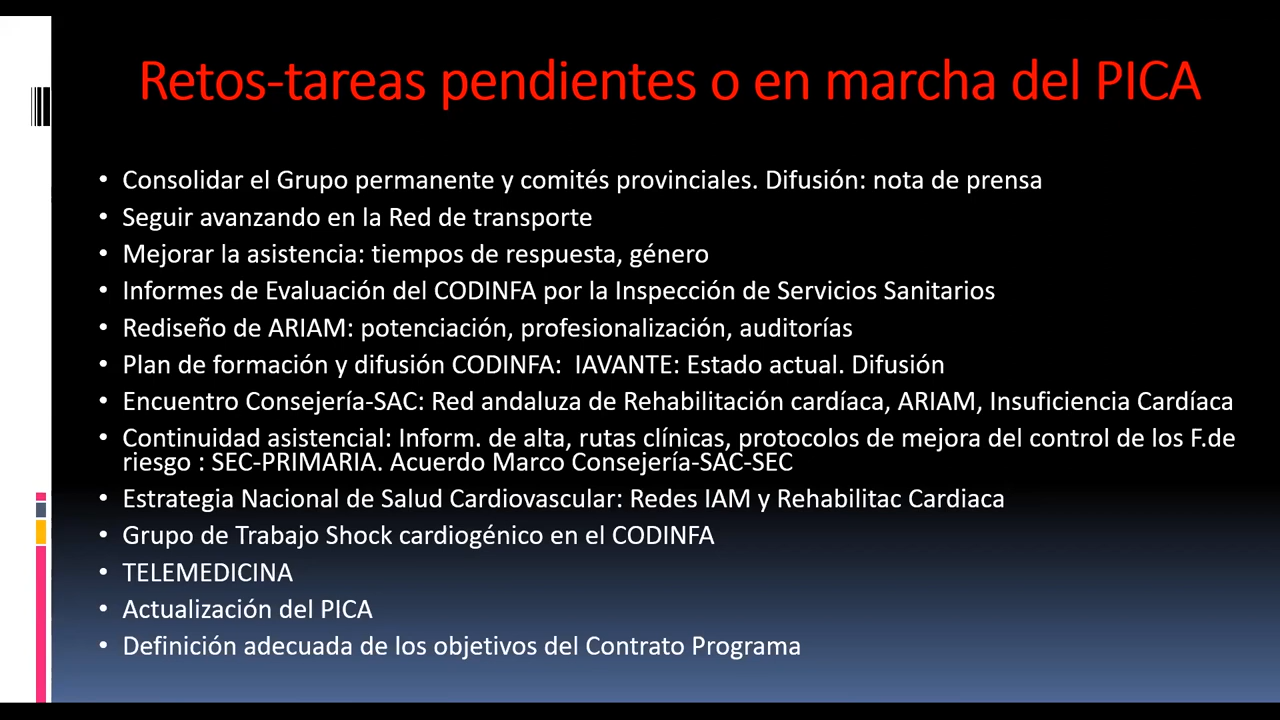 Retos-tareas pendientes o en marcha del PICA
• Consolidar el Grupo permanente y comités provinciales. Difusión: nota de prensa
• Seguir avanzando en la Red de transporte
• Mejorar la asistencia: tiempos de respuesta, género
• Informes de Evaluación del CODINFA por la Inspección de Servicios Sanitarios
• Rediseño de ARIAM: potenciación, profesionalización, auditorías
• Plan de formación y difusión CODINFA:  IAVANTE: Estado actual. Difusión
• Encuentro Consejería-SAC: Red andaluza de Rehabilitación cardíaca, ARIAM, Insuficiencia Cardíaca
• Continuidad asistencial: Inform. de alta, rutas clínicas, protocolos de mejora del control de los F.de
riesgo : SEC-PRIMARIA. Acuerdo Marco Consejería-SAC-SEC
• Estrategia Nacional de Salud Cardiovascular: Redes IAM y Rehabilitac Cardiaca
• Grupo de Trabajo Shock cardiogénico en el CODINFA
• TELEMEDICINA
• Actualización del PICA
• Definición adecuada de los objetivos del Contrato Programa